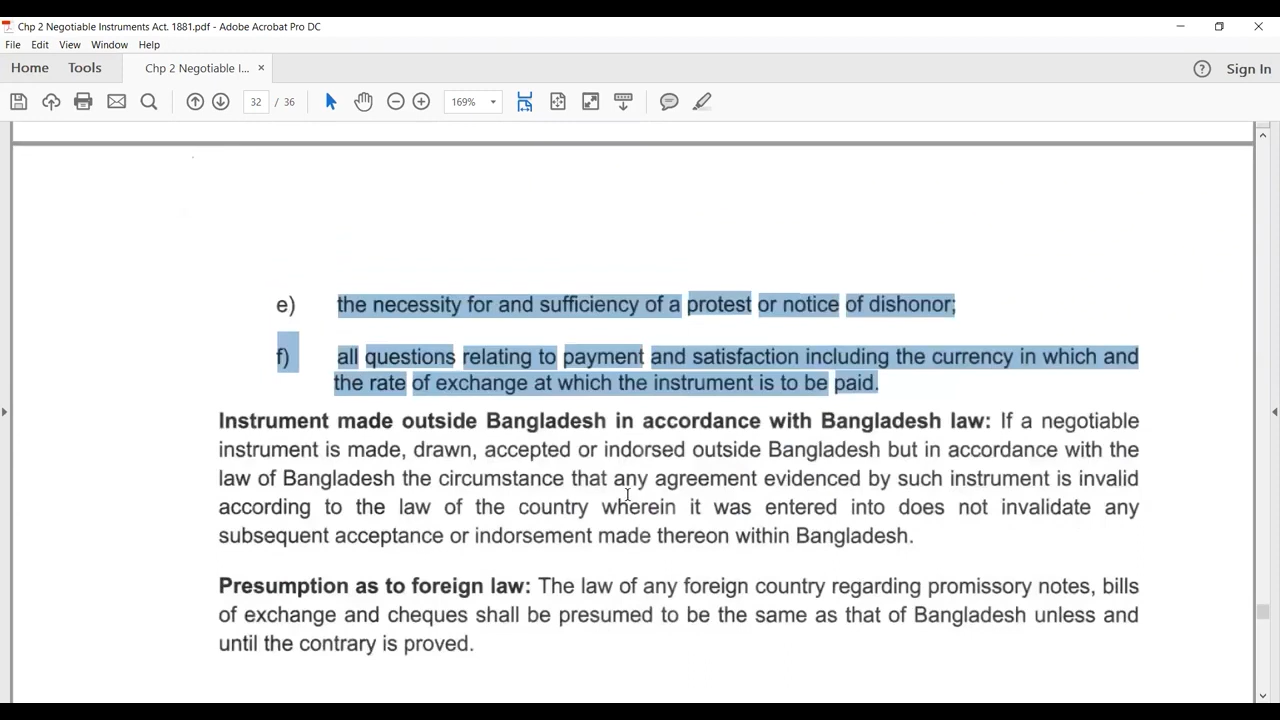 Chp 2 Negotiable Instruments Act. 1881.pdf - Adobe Acrobat Pro DC
File Edit View Window Help
Home Tools Chp 2 Negotiable I... × Sign In
32 / 36 169%
e) the necessity for and sufficiency of a protest or notice of dishonor;
f) all questions relating to payment and satisfaction including the currency in which and
the rate of exchange at which the instrument is to be paid.
Instrument made outside Bangladesh in accordance with Bangladesh law: If a negotiable
instrument is made, drawn, accepted or indorsed outside Bangladesh but in accordance with the
law of Bangladesh the circumstance that any agreement evidenced by such instrument is invalid
according to the law of the country wherein it was entered into does not invalidate any
subsequent acceptance or indorsement made thereon within Bangladesh.
Presumption as to foreign law: The law of any foreign country regarding promissory notes, bills
of exchange and cheques shall be presumed to be the same as that of Bangladesh unless and
until the contrary is proved.